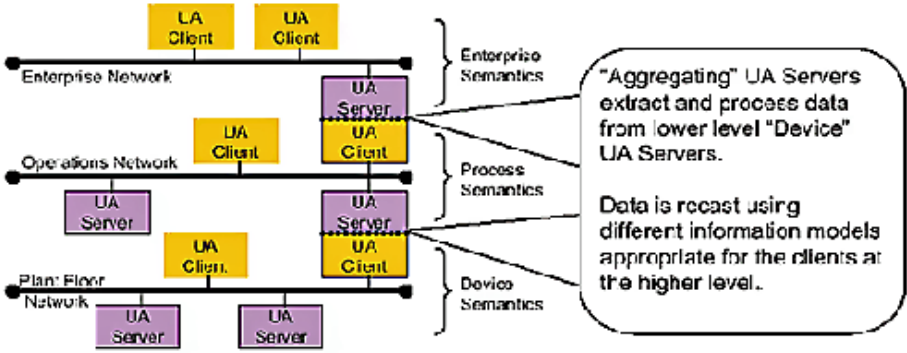 UA
Client
UA
Client
Enterprise Network
Enterprise
Semantics
UA
Server
UA
Client
UA
Client
Operations Network
Process
Semantics
UA
Server
UA
Server
UA
Client
UA
Client
Plant Floor
Network
Device
Semantics
UA
Server
UA
Server
"Aggregating" UA Servers
extract and process data
from lower level "Device"
UA Servers.
Data is recast using
different information models
appropriate for the clients at
the higher level.